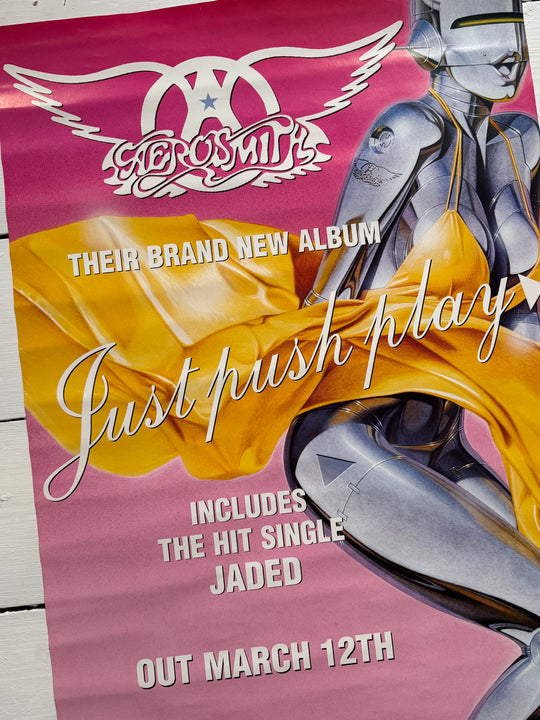 AEROSMITH
THEIR BRAND NEW ALBUM
Just push play
INCLUDES
THE HIT SINGLE
JADED
OUT MARCH 12TH